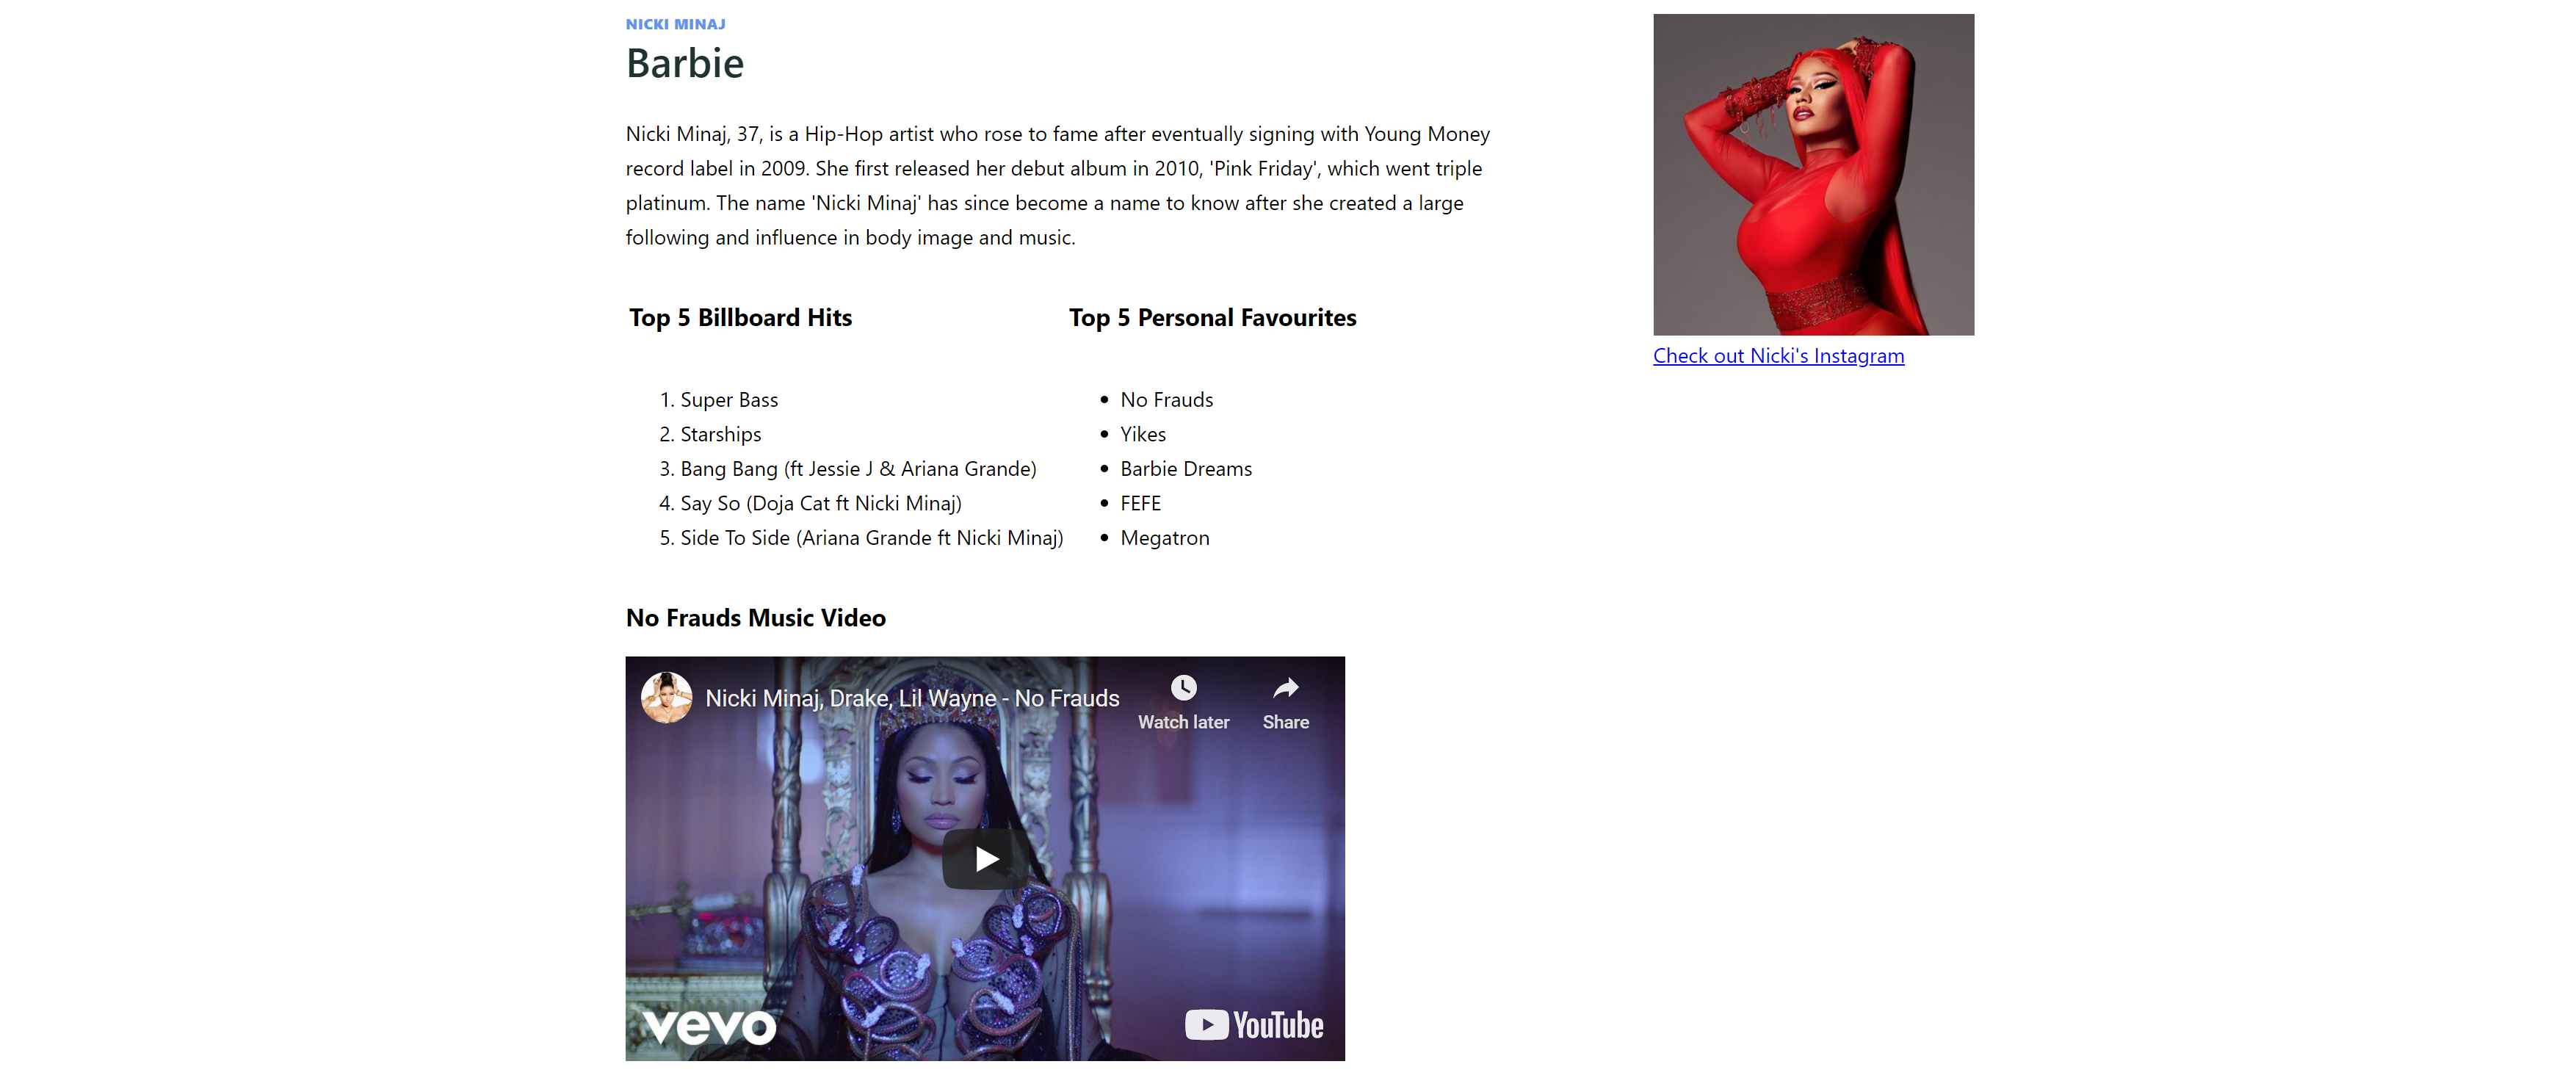 NICKI MINAJ
Barbie
Nicki Minaj, 37, is a Hip-Hop artist who rose to fame after eventually signing with Young Money
record label in 2009. She first released her debut album in 2010, 'Pink Friday', which went triple
platinum. The name 'Nicki Minaj' has since become a name to know after she created a large
following and influence in body image and music.
Check out Nicki's Instagram
Top 5 Billboard Hits
1. Super Bass
2. Starships
3. Bang Bang (ft Jessie J & Ariana Grande)
4. Say So (Doja Cat ft Nicki Minaj)
5. Side To Side (Ariana Grande ft Nicki Minaj)
Top 5 Personal Favourites
• No Frauds
• Yikes
• Barbie Dreams
• FEFE
• Megatron
No Frauds Music Video
Nicki Minaj, Drake, Lil Wayne - No Frauds
Watch later
Share
vevo
YouTube